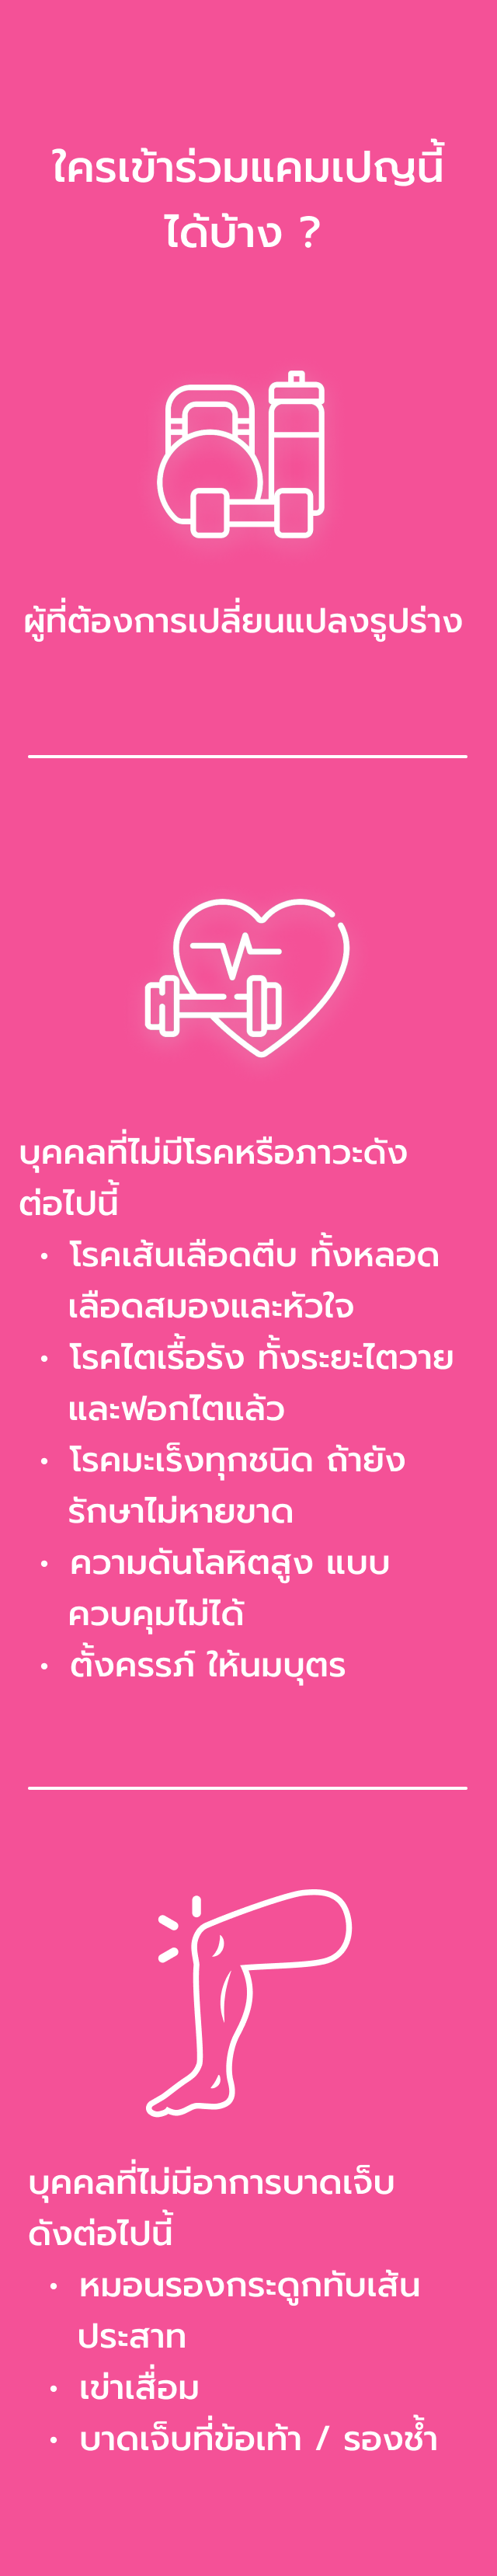 ใครเข้าร่วมแคมเปญนี้
ได้บ้าง ?
ผู้ที่ต้องการเปลี่ยนแปลงรูปร่าง
บุคคลที่ไม่มีโรคหรือภาวะดัง
ต่อไปนี้
• โรคเส้นเลือดตีบ ทั้งหลอด
เลือดสมองและหัวใจ
• โรคไตเรื้อรัง ทั้งระยะไตวาย
และฟอกไตแล้ว
• โรคมะเร็งทุกชนิด ถ้ายัง
รักษาไม่หายขาด
• ความดันโลหิตสูง แบบ
ควบคุมไม่ได้
• ตั้งครรภ์ ให้นมบุตร
บุคคลที่ไม่มีอาการบาดเจ็บ
ดังต่อไปนี้
• หมอนรองกระดูกทับเส้น
ประสาท
• เข่าเสื่อม
• บาดเจ็บที่ข้อเท้า / รองช้ำ